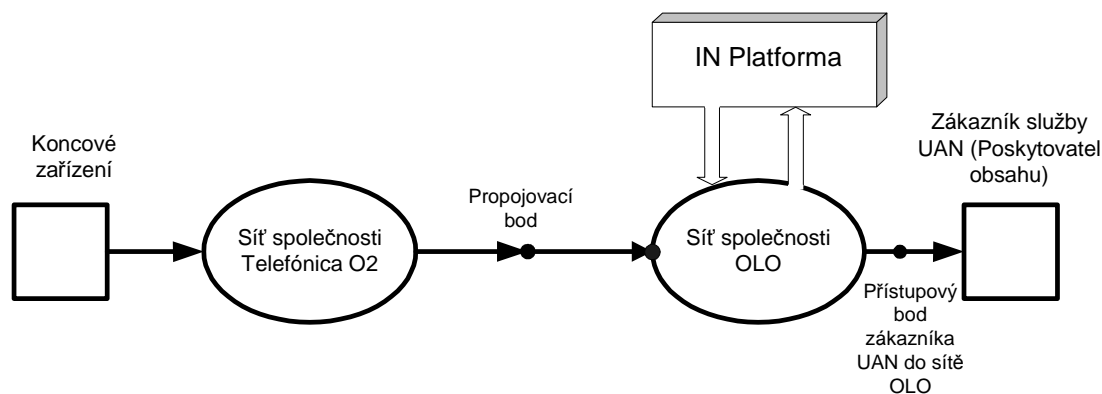 IN Platforma
Koncové
zařízení
Síť společnosti
Telefónica O2
Propojovací
bod
Síť společnosti
OLO
Zákazník služby
UAN (Poskytovatel
obsahu)
Přístupový
bod
zákazníka
UAN do sítě
OLO